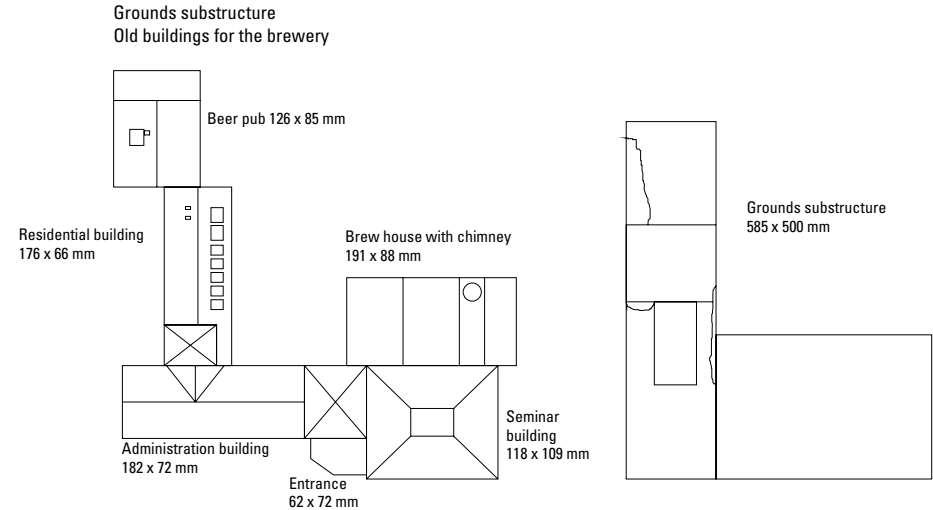 Grounds substructure
Old buildings for the brewery
Beer pub 126 x 85 mm
Residential building
176 x 66 mm
Brew house with chimney
191 x 88 mm
Grounds substructure
585 x 500 mm
Seminar
building
118 x 109 mm
Administration building
182 x 72 mm
Entrance
62 x 72 mm